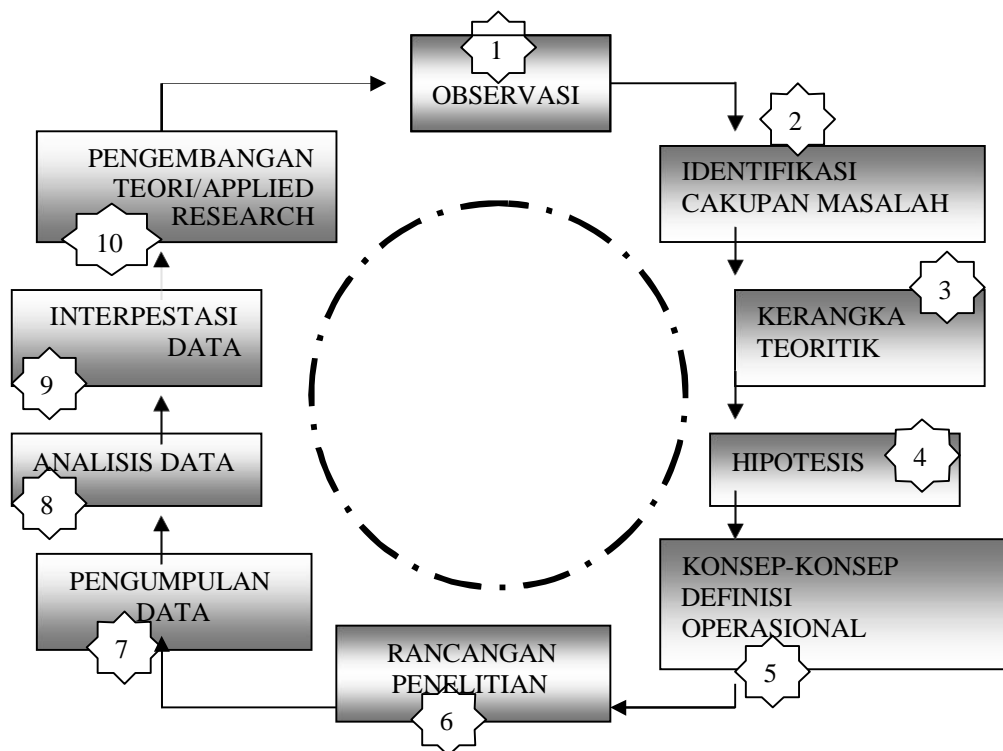 1
OBSERVASI
2
IDENTIFIKASI
CAKUPAN MASALAH
3
KERANGKA
TEORITIK
4
HIPOTESIS
KONSEP-KONSEP
DEFINISI
OPERASIONAL
5
RANCANGAN
PENELITIAN
6
PENGUMPULAN
DATA
7
ANALISIS DATA
8
INTERPESTASI
DATA
9
PENGEMBANGAN
TEORI/APPLIED
RESEARCH
10